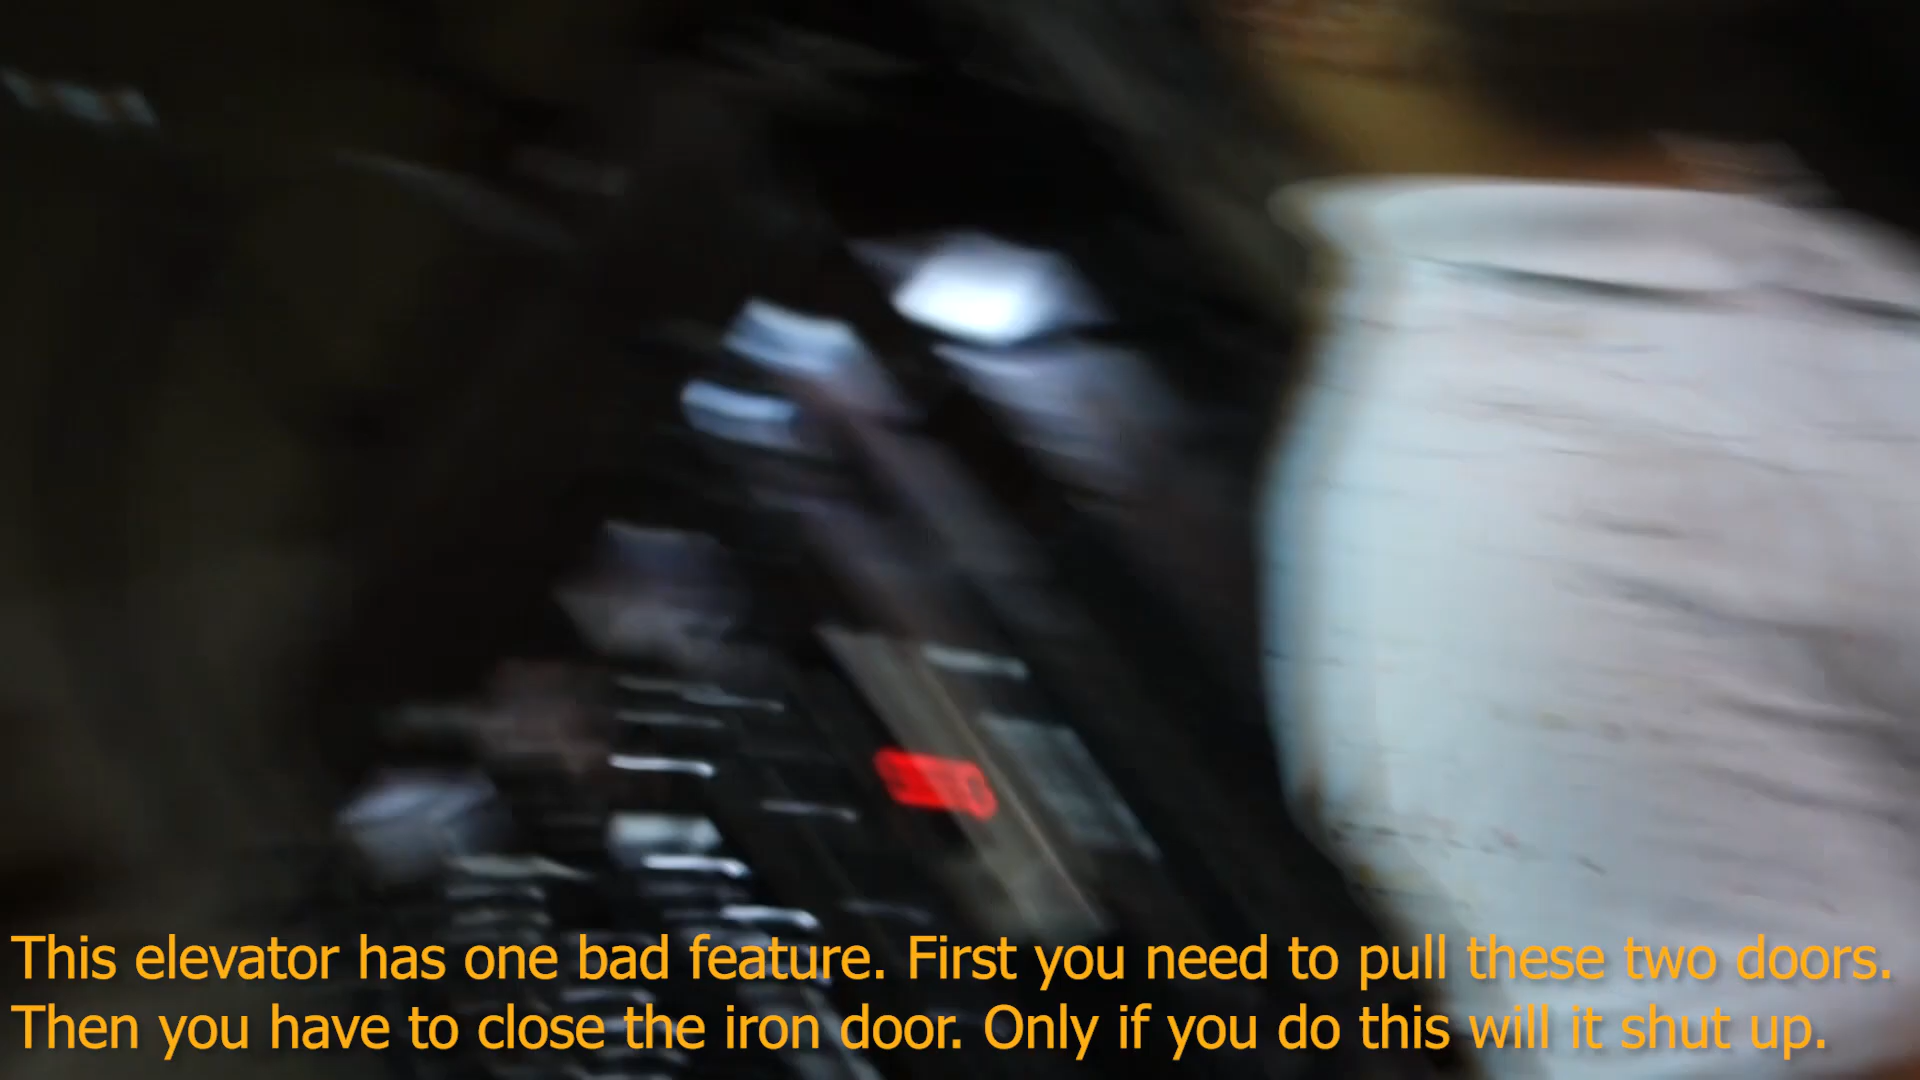 This elevator has one bad feature. First you need to pull these two doors.
Then you have to close the iron door. Only if you do this will it shut up.